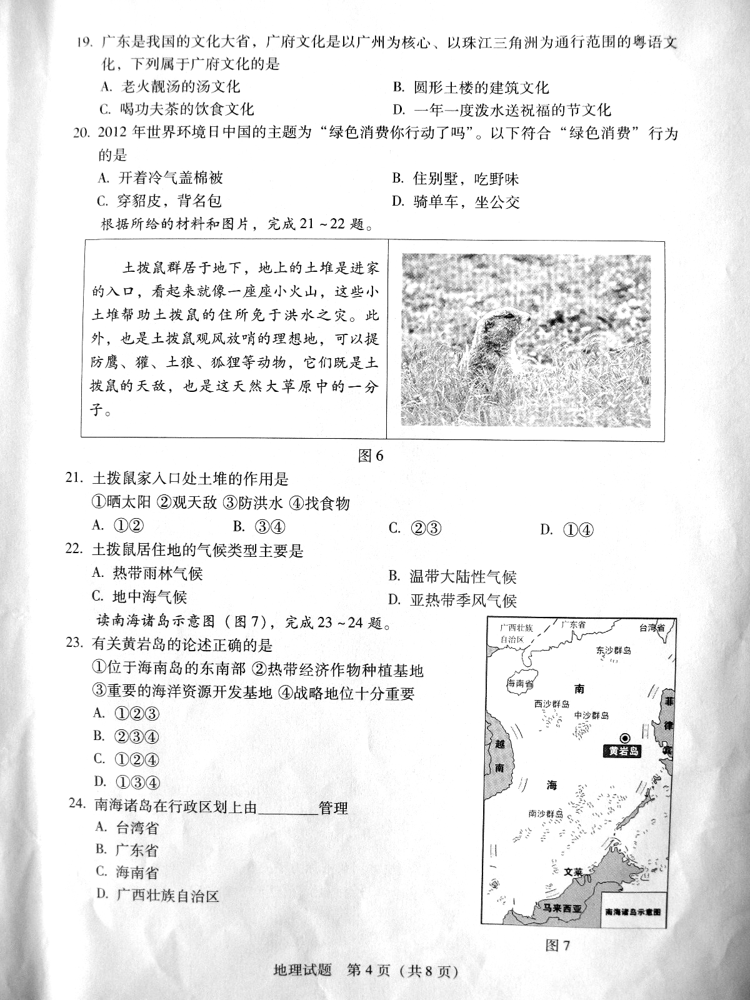 19. 广东是我国的文化大省，广府文化是以广州为核心、以珠江三角洲为通行范围的粤语文
化，下列属于广府文化的是
A. 老火靓汤的汤文化 B. 圆形土楼的建筑文化
C. 喝功夫茶的饮食文化 D. 一年一度泼水送祝福的节文化
20. 2012 年世界环境日中国的主题为“绿色消费你行动了吗”。以下符合“绿色消费”行为
的是
A. 开着冷气盖棉被 B. 住别墅，吃野味
C. 穿貂皮，背名包 D. 骑单车，坐公交
根据所给的材料和图片，完成 21 ~ 22 题。
土拨鼠群居于地下，地上的土堆是进家
的入口，看起来就像一座座小火山，这些小
土堆帮助土拨鼠的住所免于洪水之灾。此
外，也是土拨鼠观风放哨的理想地，可以提
防鹰、獾、土狼、狐狸等动物，它们既是土
拨鼠的天敌，也是这天然大草原中的一分
子。
图 6
21. 土拨鼠家入口处土堆的作用是
①晒太阳 ②观天敌 ③防洪水 ④找食物
A. ①② B. ③④ C. ②③ D. ①④
22. 土拨鼠居住地的气候类型主要是
A. 热带雨林气候 B. 温带大陆性气候
C. 地中海气候 D. 亚热带季风气候
读南海诸岛示意图（图 7），完成 23 ~ 24 题。
23. 有关黄岩岛的论述正确的是
①位于海南岛的东南部 ②热带经济作物种植基地
③重要的海洋资源开发基地 ④战略地位十分重要
A. ①②③
B. ②③④
C. ①②④
D. ①③④
24. 南海诸岛在行政区划上由________管理
A. 台湾省
B. 广东省
C. 海南省
D. 广西壮族自治区
广西壮族
自治区
广东省
台湾省
东沙群岛
海南省
南
西沙群岛
中沙群岛
菲
律
宾
黄岩岛
越
南
海
南沙群岛
文莱
马来西亚
南海诸岛示意图
图 7
地理试题 第 4 页（共 8 页）